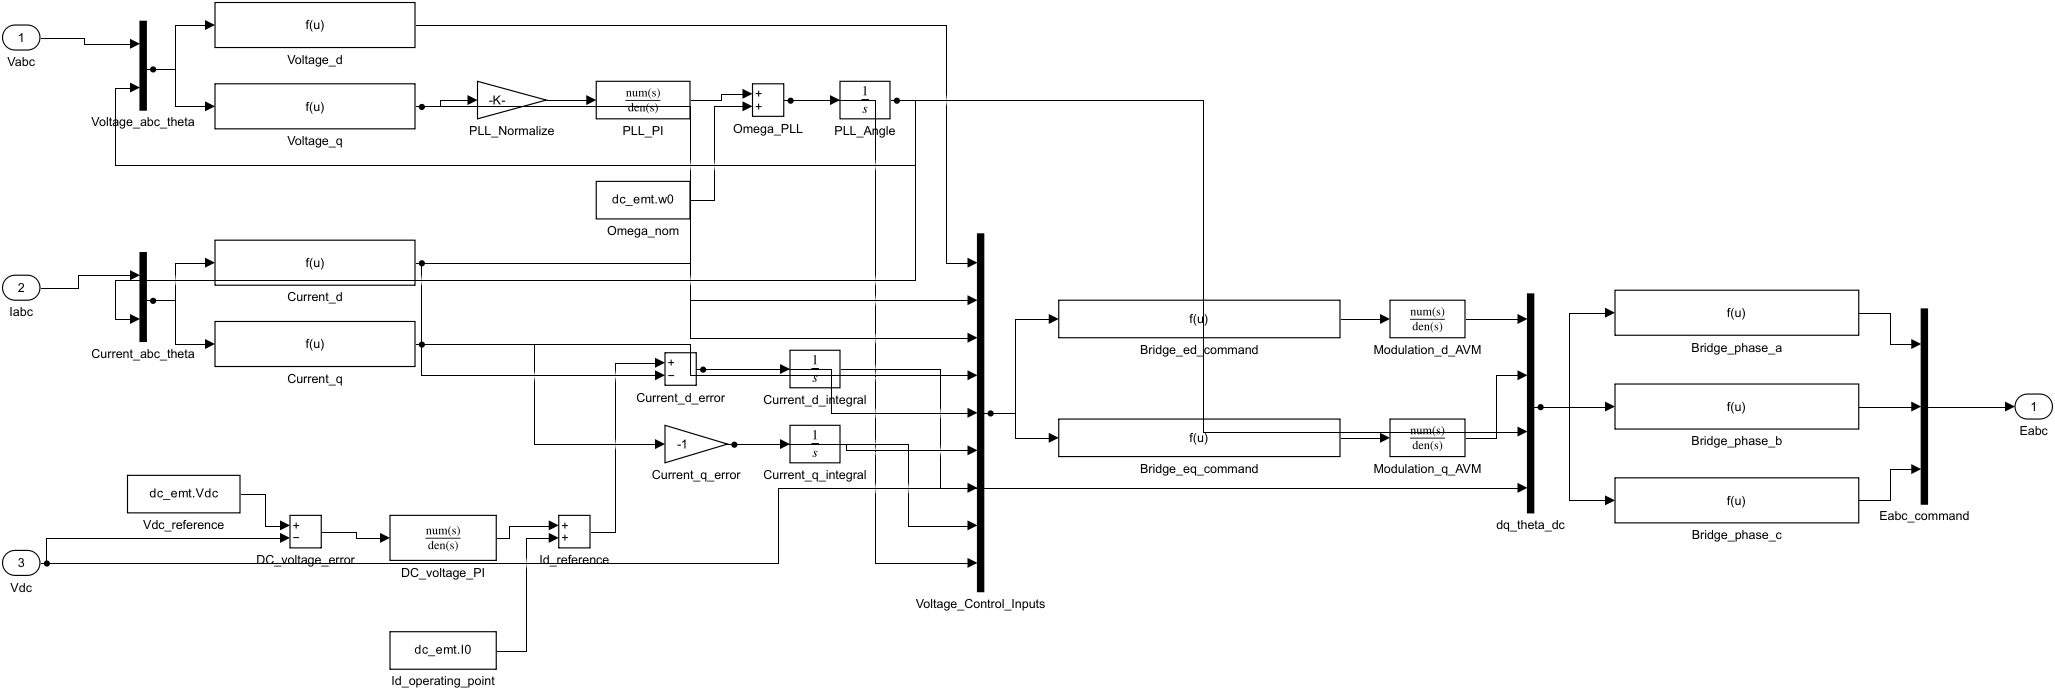 f(u)
Voltage_d
1
Vabc
f(u)
Voltage_q
Voltage_abc_theta
-K-
PLL_Normalize
num(s)
den(s)
PLL_PI
+
+
Omega_PLL
1
s
PLL_Angle
dc_emt.w0
Omega_nom
f(u)
Current_d
2
Iabc
f(u)
Current_q
Current_abc_theta
+
−
Current_d_error
1
s
Current_d_integral
-1
Current_q_error
1
s
Current_q_integral
dc_emt.Vdc
Vdc_reference
+
−
DC_voltage_error
num(s)
den(s)
DC_voltage_PI
+
+
Id_reference
3
Vdc
dc_emt.I0
Id_operating_point
Voltage_Control_Inputs
f(u)
Bridge_ed_command
num(s)
den(s)
Modulation_d_AVM
f(u)
Bridge_eq_command
num(s)
den(s)
Modulation_q_AVM
dq_theta_dc
f(u)
Bridge_phase_a
f(u)
Bridge_phase_b
f(u)
Bridge_phase_c
Eabc_command
1
Eabc